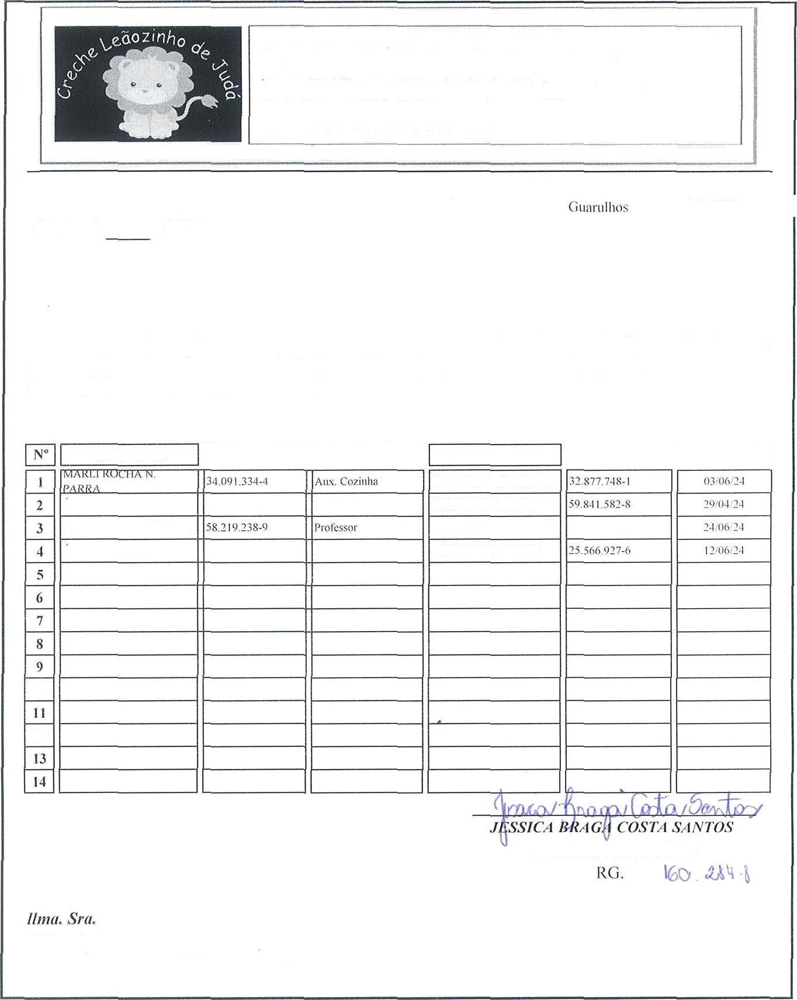 Creche Leãozinho de Judá
Guarulhos
Nº
1 MARLI ROCHA N. PARRA 34.091.334-4 Aux. Cozinha 32.877.748-1 03/06/24
2 59.841.582-8 29/04/24
3 58.219.238-9 Professor 24/06/24
4 25.566.927-6 12/06/24
5
6
7
8
9
11
13
14
Jessica Braga Costa Santos
JESSICA BRAGA COSTA SANTOS
RG. 160.284-8
Ilma. Sra.